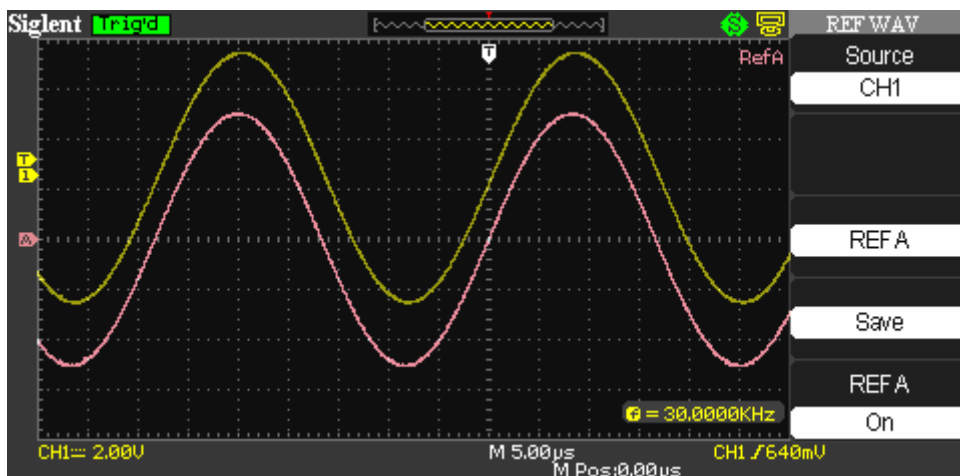 Siglent Trig'd S REF WAV
T RefA Source
CH1
T
1
A
REF A
Save
REF A
f = 30.0000KHz On
CH1 2.00V M 5.00µs CH1 /640mV
M Pos:0.00µs